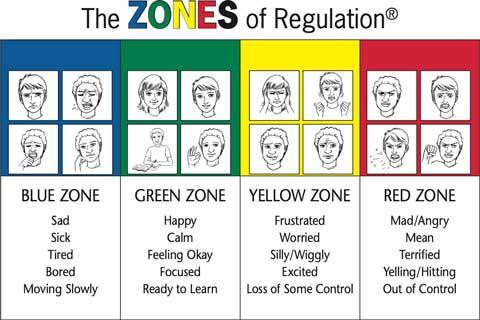 The ZONES of Regulation®
BLUE ZONE
Sad
Sick
Tired
Bored
Moving Slowly
GREEN ZONE
Happy
Calm
Feeling Okay
Focused
Ready to Learn
YELLOW ZONE
Frustrated
Worried
Silly/Wiggly
Excited
Loss of Some Control
RED ZONE
Mad/Angry
Mean
Terrified
Yelling/Hitting
Out of Control